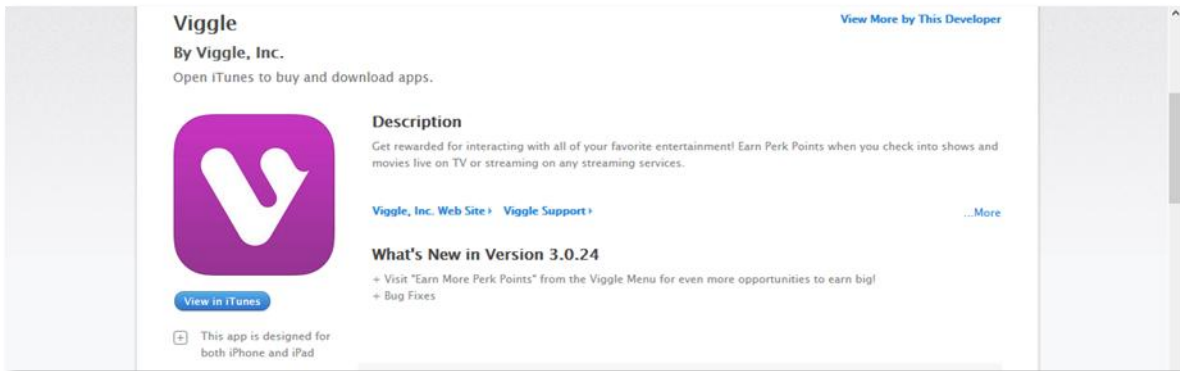 Viggle
View More by This Developer
By Viggle, Inc.
Open iTunes to buy and download apps.
Description
Get rewarded for interacting with all of your favorite entertainment! Earn Perk Points when you check into shows and
movies live on TV or streaming on any streaming services.
Viggle, Inc. Web Site Viggle Support
...More
What's New in Version 3.0.24
+ Visit "Earn More Perk Points" from the Viggle Menu for even more opportunities to earn big!
+ Bug Fixes
View in iTunes
+ This app is designed for
both iPhone and iPad